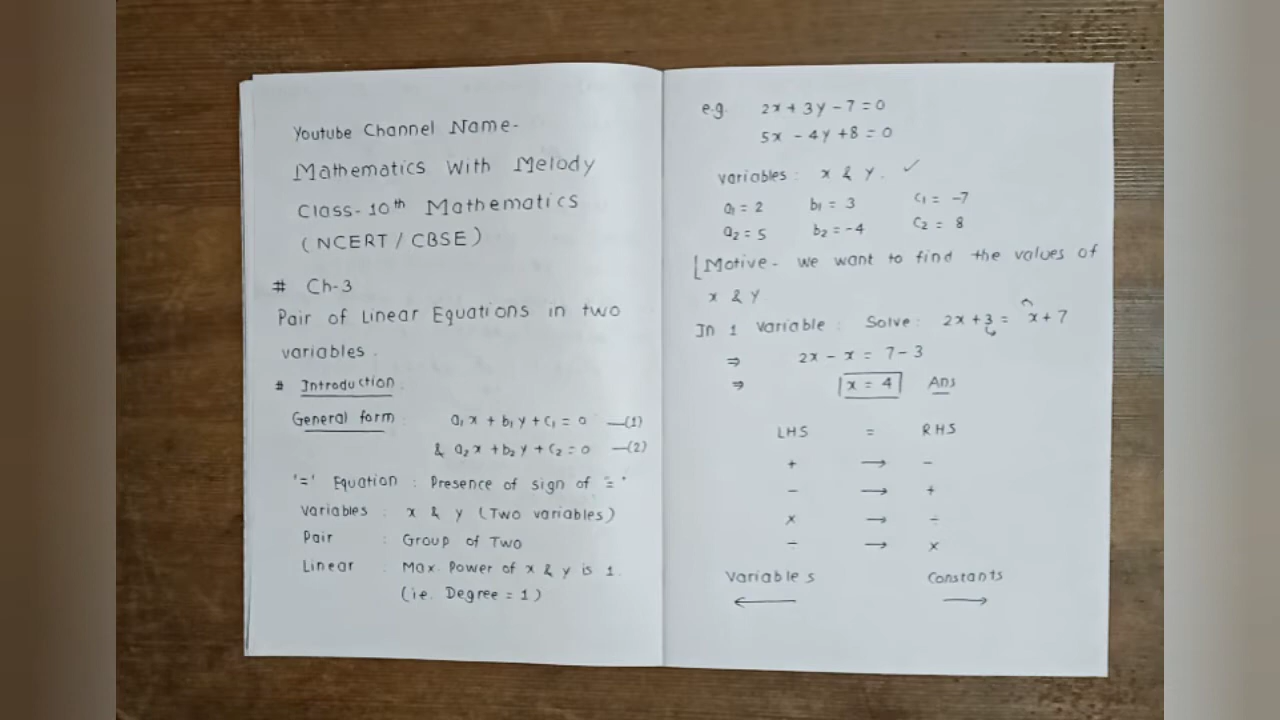 Youtube Channel Name-
Mathematics With Melody
Class-10th Mathematics
(NCERT / CBSE)
# Ch-3
Pair of Linear Equations in two
variables.
# Introduction.
General form: a₁x + b₁y + c₁ = 0 —(1)
& a₂x + b₂y + c₂ = 0 —(2)
'=' Equation : Presence of sign of '='
Variables : x & y (Two variables)
Pair : Group of Two
Linear : Max. Power of x & y is 1.
(i.e. Degree = 1)
e.g. 2x + 3y - 7 = 0
5x - 4y + 8 = 0
variables : x & y. ✓
a₁ = 2 b₁ = 3 c₁ = -7
a₂ = 5 b₂ = -4 c₂ = 8
Motive - we want to find the values of
x & y
In 1 variable : Solve : 2x + 3 = x + 7
⇒ 2x - x = 7 - 3
⇒ x = 4 Ans
LHS = RHS
+ → -
- → +
× → ÷
÷ → ×
Variables Constants
← →